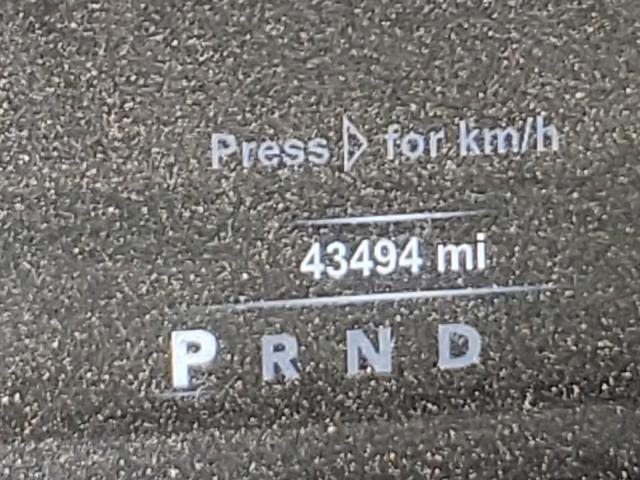 Press ▷ for km/h
43494 mi
P R N D